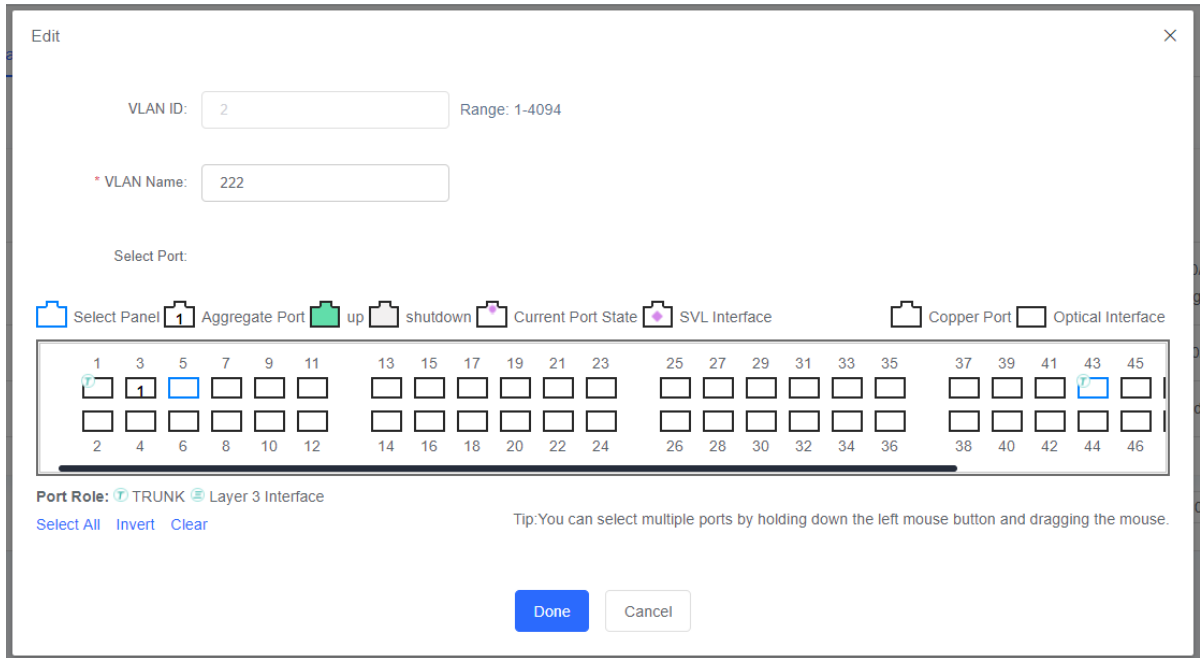 Edit
VLAN ID: 2 Range: 1-4094
* VLAN Name: 222
Select Port:
Select Panel 1 Aggregate Port up shutdown Current Port State SVL Interface Copper Port Optical Interface
1 3 5 7 9 11 13 15 17 19 21 23 25 27 29 31 33 35 37 39 41 43 45
T 1 T
2 4 6 8 10 12 14 16 18 20 22 24 26 28 30 32 34 36 38 40 42 44 46
Port Role: T TRUNK Layer 3 Interface
Select All Invert Clear Tip:You can select multiple ports by holding down the left mouse button and dragging the mouse.
Done Cancel